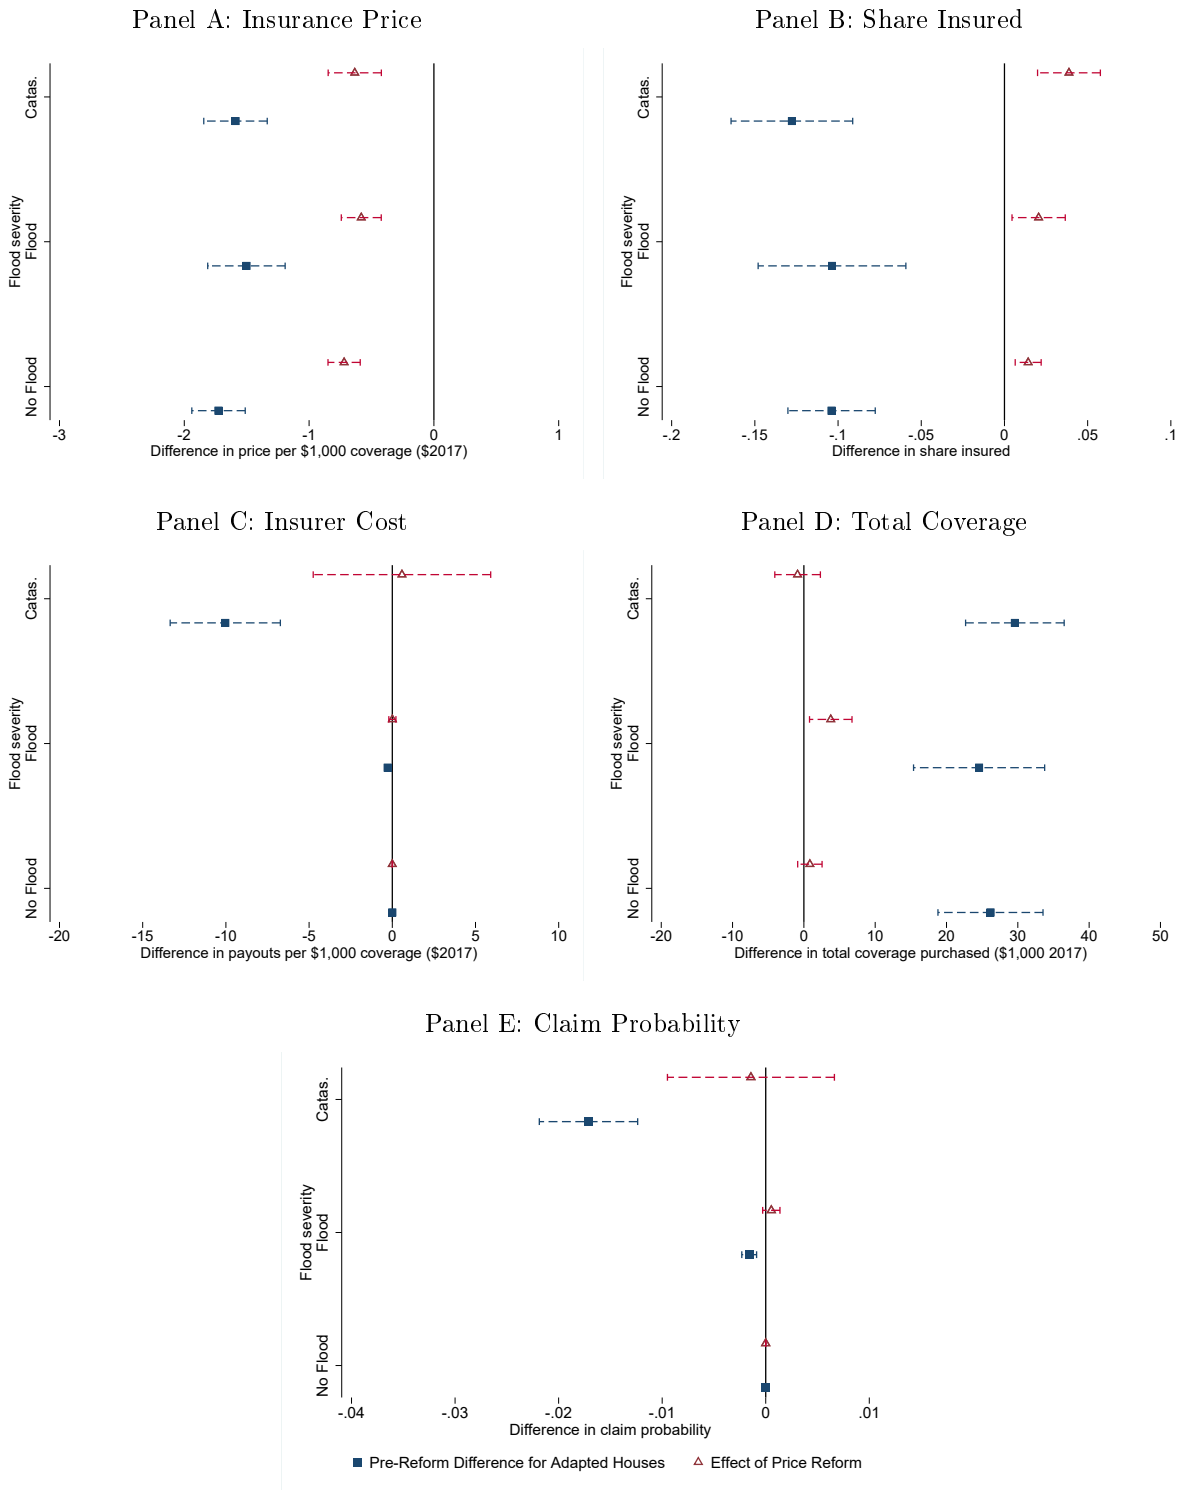 Panel A: Insurance Price
Flood severity
Catas.
Flood
No Flood
-3 -2 -1 0 1
Difference in price per $1,000 coverage ($2017)
Panel B: Share Insured
Flood severity
Catas.
Flood
No Flood
-.2 -.15 -.1 -.05 0 .05 .1
Difference in share insured
Panel C: Insurer Cost
Flood severity
Catas.
Flood
No Flood
-20 -15 -10 -5 0 5 10
Difference in payouts per $1,000 coverage ($2017)
Panel D: Total Coverage
Flood severity
Catas.
Flood
No Flood
-20 -10 0 10 20 30 40 50
Difference in total coverage purchased ($1,000 2017)
Panel E: Claim Probability
Flood severity
Catas.
Flood
No Flood
-.04 -.03 -.02 -.01 0 .01
Difference in claim probability
Pre-Reform Difference for Adapted Houses Effect of Price Reform